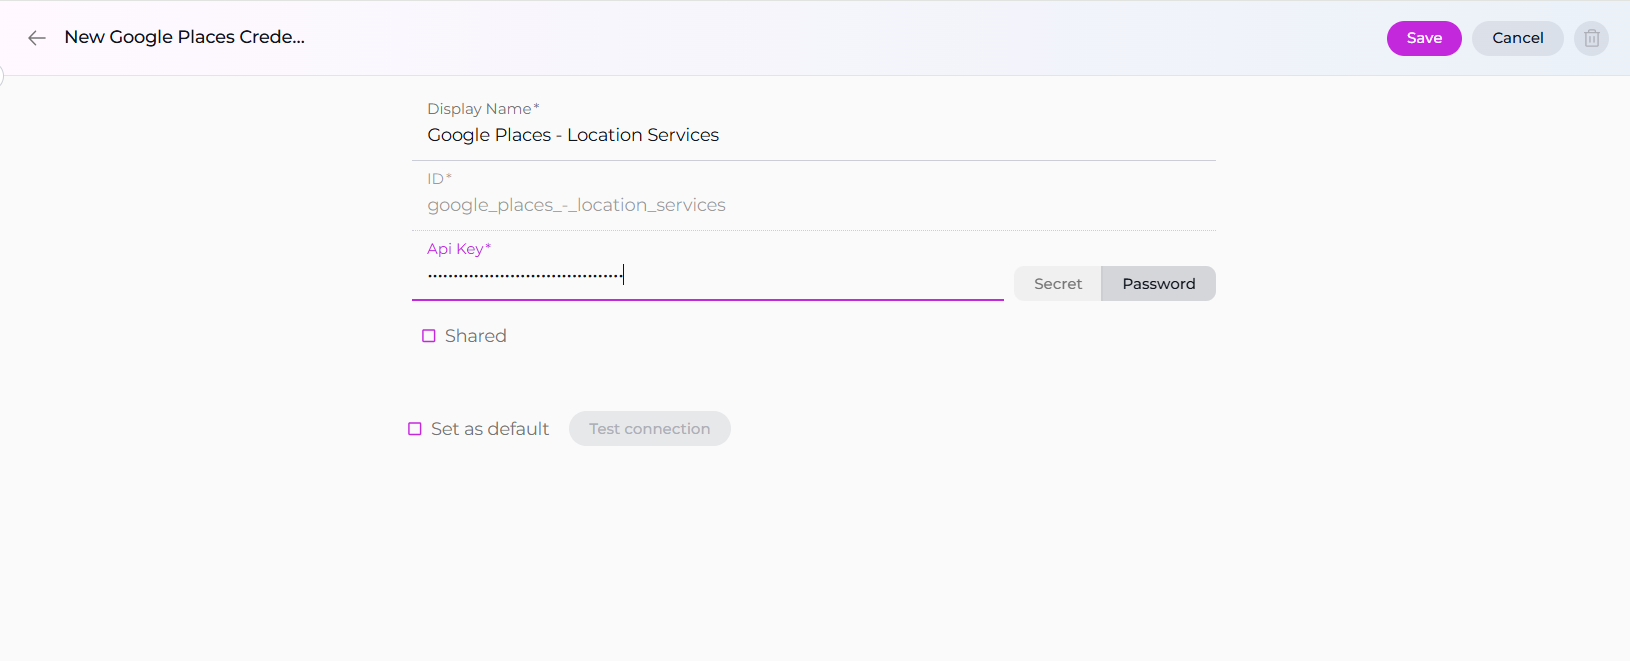 New Google Places Crede...
Save
Cancel
Display Name*
Google Places - Location Services
ID*
google_places_-_location_services
Api Key*
••••••••••••••••••••••••••••••••••••••
Secret
Password
Shared
Set as default
Test connection